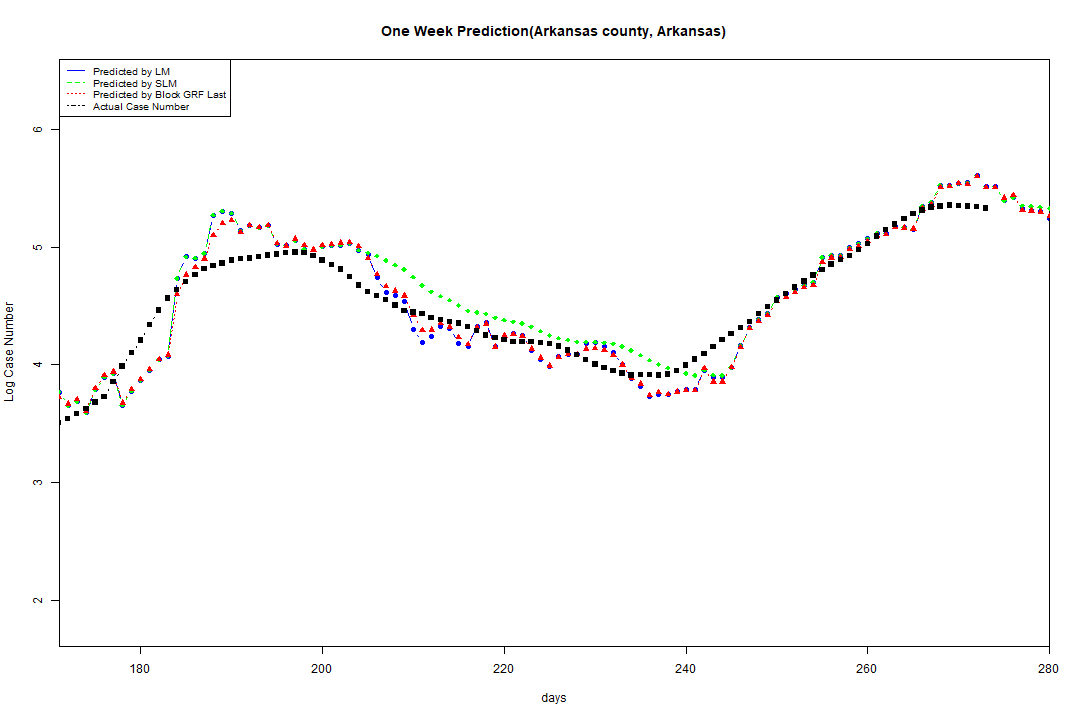 One Week Prediction(Arkansas county, Arkansas)
Predicted by LM
Predicted by SLM
Predicted by Block GRF Last
Actual Case Number
6
5
4
3
2
Log Case Number
180 200 220 240 260 280
days